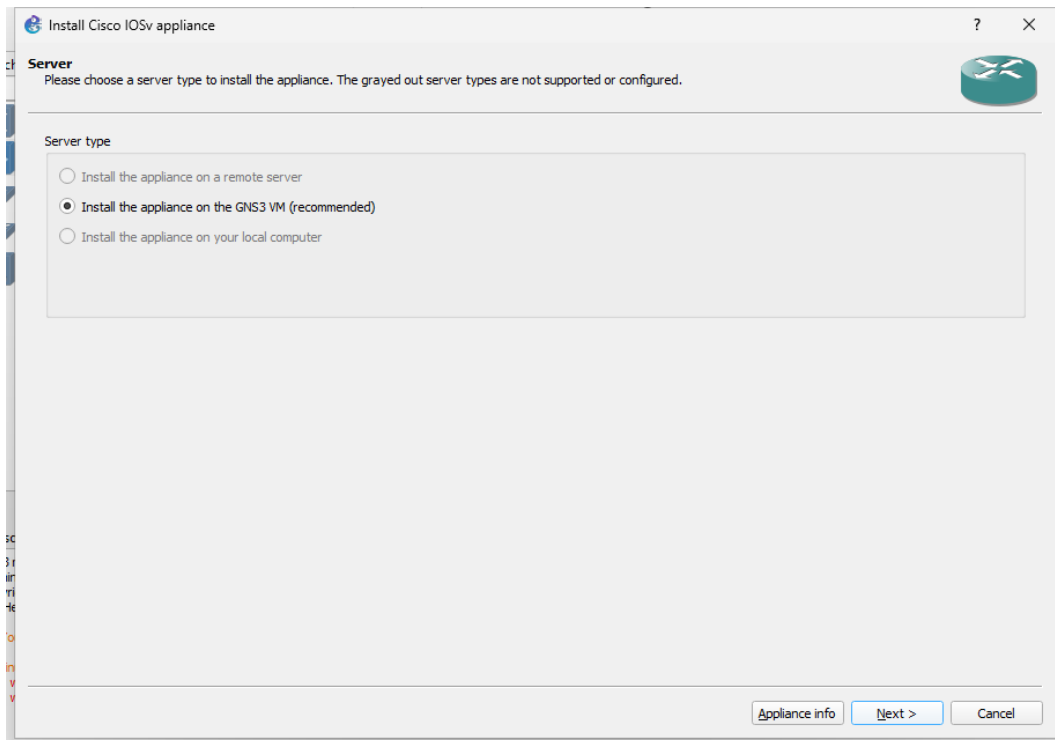 Install Cisco IOSv appliance
Server
Please choose a server type to install the appliance. The grayed out server types are not supported or configured.
Server type
Install the appliance on a remote server
Install the appliance on the GNS3 VM (recommended)
Install the appliance on your local computer
Appliance info
Next >
Cancel